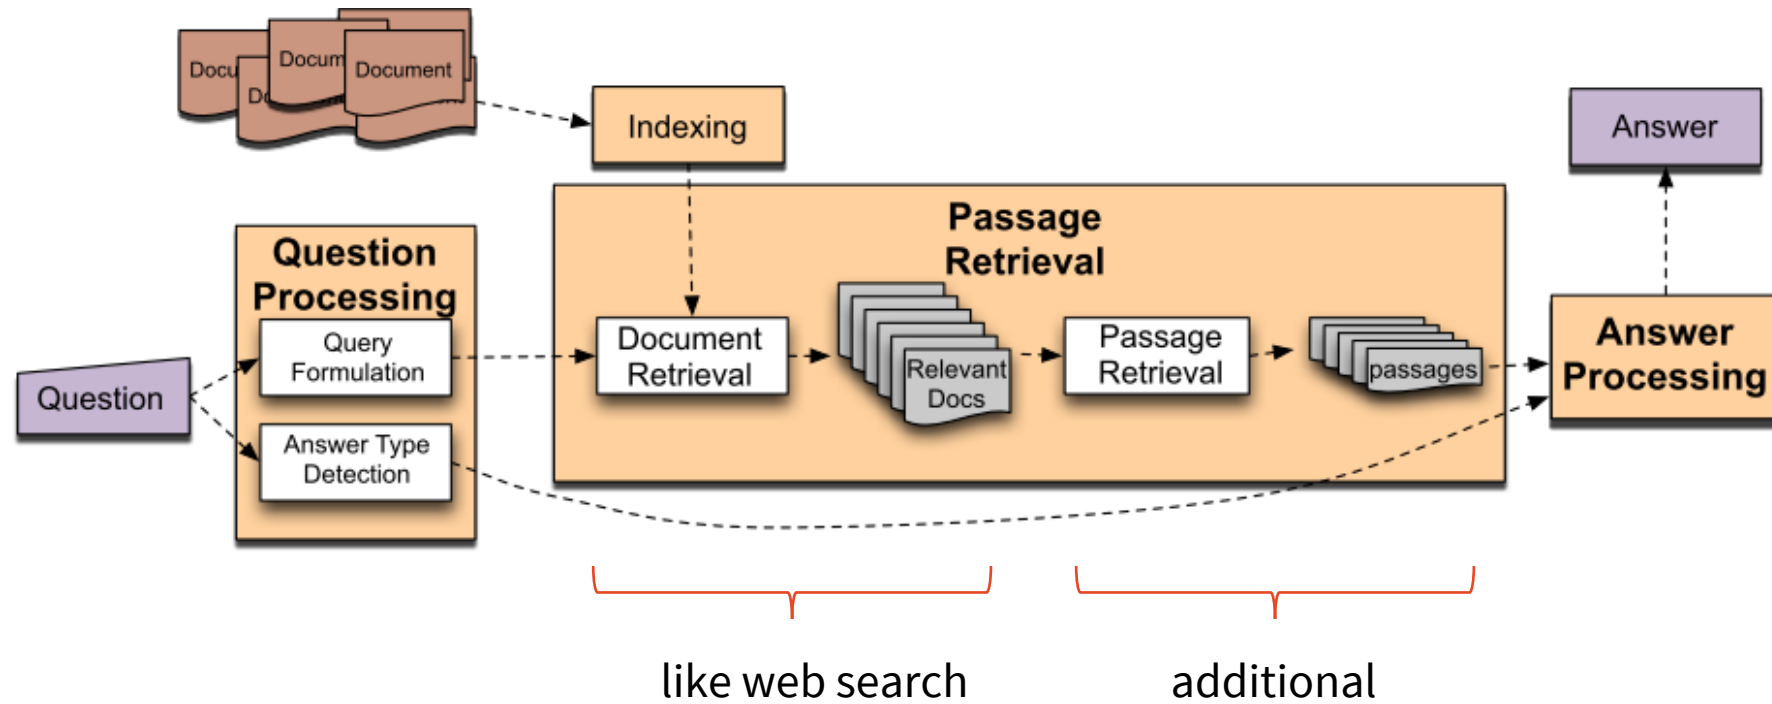 Docu
Docum
Document
Indexing
Answer
Passage
Retrieval
Question
Processing
Query
Formulation
Document
Retrieval
Relevant
Docs
Passage
Retrieval
passages
Answer
Processing
Question
Answer Type
Detection
like web search
additional